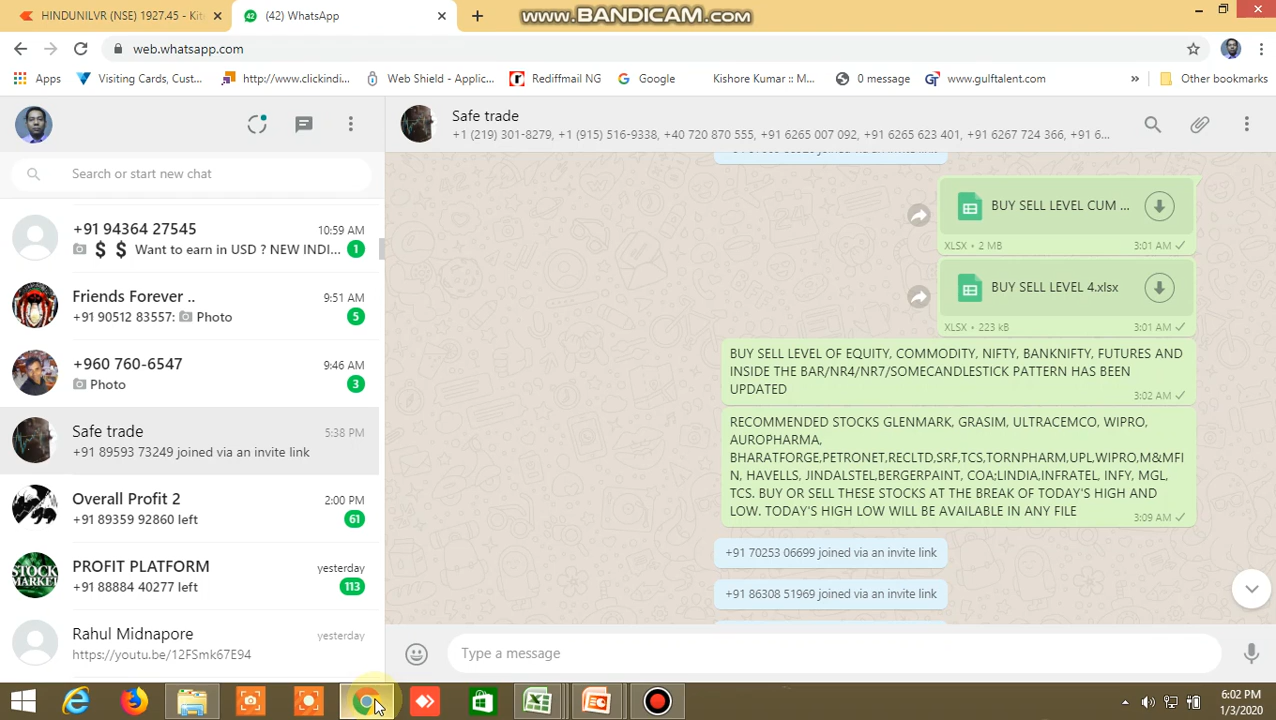 HINDUNILVR (NSE) 1927.45 - Kit
(42) WhatsApp
www.BANDICAM.com
web.whatsapp.com
Apps
Visiting Cards, Cust...
http://www.clickindi...
Web Shield - Applic...
Rediffmail NG
Google
Kishore Kumar :: M...
0 message
www.gulftalent.com
»
Other bookmarks
Search or start new chat
+91 94364 27545
10:59 AM
$ $ Want to earn in USD ? NEW INDI...
1
Friends Forever ..
9:51 AM
+91 90512 83557: Photo
5
+960 760-6547
9:46 AM
Photo
3
Safe trade
5:38 PM
+91 89593 73249 joined via an invite link
Overall Profit 2
2:00 PM
+91 89359 92860 left
61
STOCK MARKET
PROFIT PLATFORM
yesterday
+91 88884 40277 left
113
Rahul Midnapore
yesterday
https://youtu.be/12FSmk67E94
Safe trade
+1 (219) 301-8279, +1 (915) 516-9338, +40 720 870 555, +91 6265 007 092, +91 6265 623 401, +91 6267 724 366, +91 6...
joined via an invite link
BUY SELL LEVEL CUM ...
XLSX • 2 MB
3:01 AM
BUY SELL LEVEL 4.xlsx
XLSX • 223 kB
3:01 AM
BUY SELL LEVEL OF EQUITY, COMMODITY, NIFTY, BANKNIFTY, FUTURES AND
INSIDE THE BAR/NR4/NR7/SOMECANDLESTICK PATTERN HAS BEEN
UPDATED
3:02 AM
RECOMMENDED STOCKS GLENMARK, GRASIM, ULTRACEMCO, WIPRO,
AUROPHARMA,
BHARATFORGE,PETRONET.RECLTD,SRF,TCS,TORNPHARM,UPL,WIPRO,M&MFI
N, HAVELLS, JINDALSTEL,BERGERPAINT, COA;LINDIA,INFRATEL, INFY, MGL,
TCS. BUY OR SELL THESE STOCKS AT THE BREAK OF TODAY'S HIGH AND
LOW. TODAY'S HIGH LOW WILL BE AVAILABLE IN ANY FILE
3:09 AM
+91 70253 06699 joined via an invite link
+91 86308 51969 joined via an invite link
Type a message
6:02 PM
1/3/2020